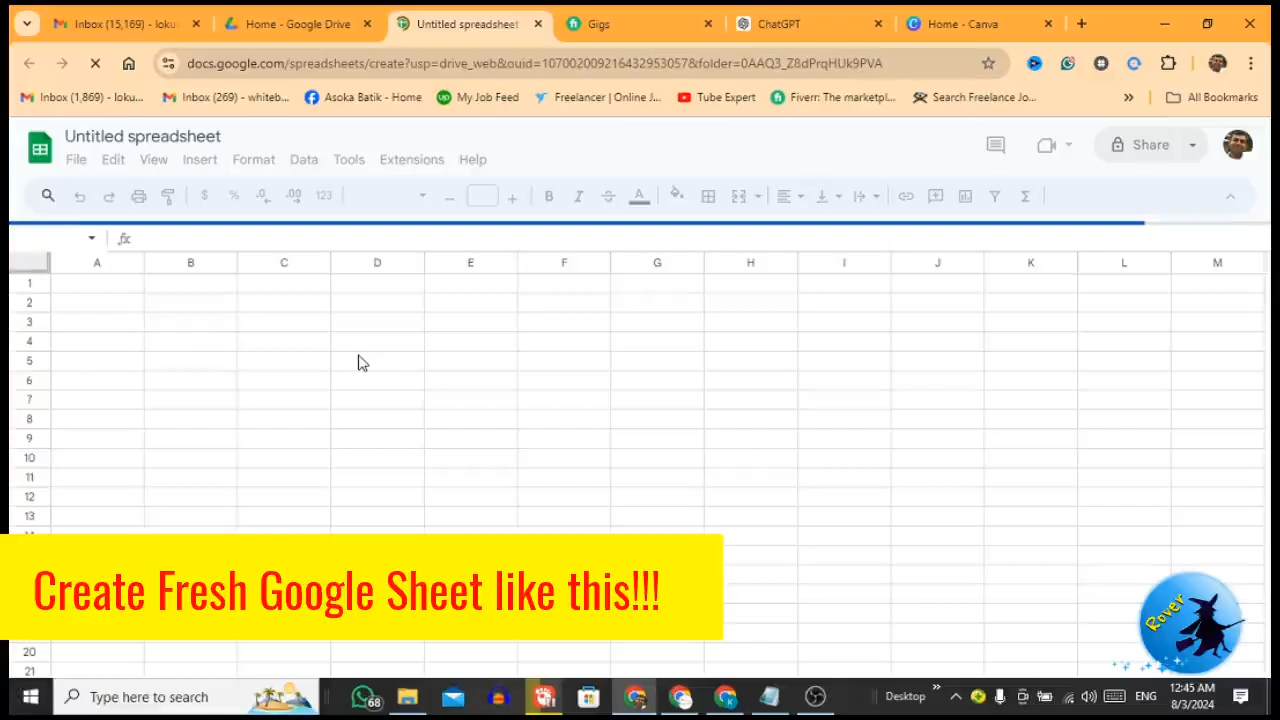 Inbox (15,169) - loku
Home - Google Drive
Untitled spreadsheet
Gigs
ChatGPT
Home - Canva
docs.google.com/spreadsheets/create?usp=drive_web&ouid=107002009216432953057&folder=0AAQ3_Z8dPrqHUk9PVA
Inbox (1,869) - loku...
Inbox (269) - whiteb...
Asoka Batik - Home
My Job Feed
Freelancer | Online J...
Tube Expert
Fiverr: The marketpl...
Search Freelance Jo...
All Bookmarks
Untitled spreadsheet
File Edit View Insert Format Data Tools Extensions Help
Share
$ % .0 .00 123
B I A Σ
fx
A B C D E F G H I J K L M
1
2
3
4
5
6
7
8
9
10
11
12
13
Create Fresh Google Sheet like this!!!
Rover
20
21
Type here to search
68
Desktop
ENG
12:45 AM
8/3/2024